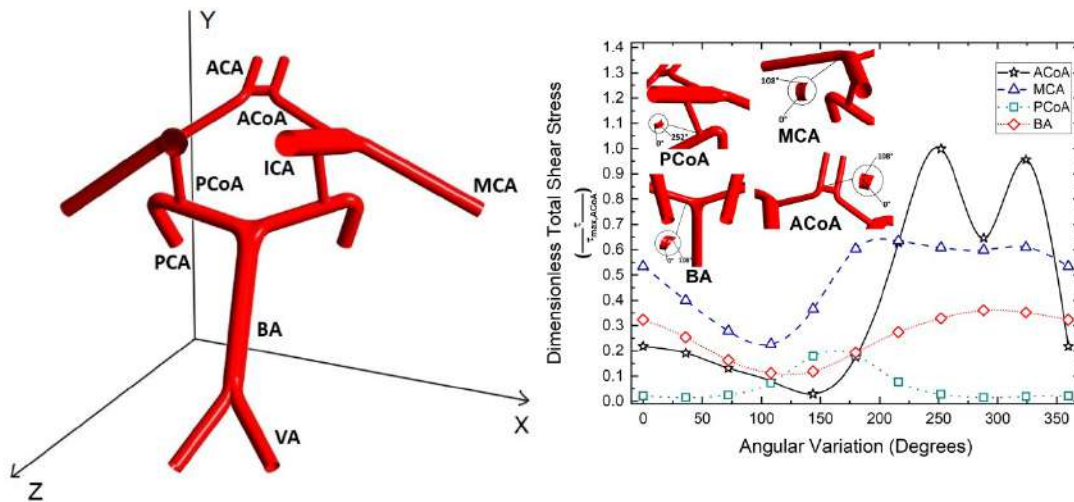 Y
ACA
ACoA
ICA
PCoA
MCA
PCA
BA
VA
X
Z
Dimensionless Total Shear Stress
(τ/τmax,ACoA)
1.4
1.3
1.2
1.1
1.0
0.9
0.8
0.7
0.6
0.5
0.4
0.3
0.2
0.1
0.0
108°
0°
MCA
252°
0°
PCoA
108°
0°
ACoA
0°
108°
BA
ACoA
MCA
PCoA
BA
0 50 100 150 200 250 300 350
Angular Variation (Degrees)